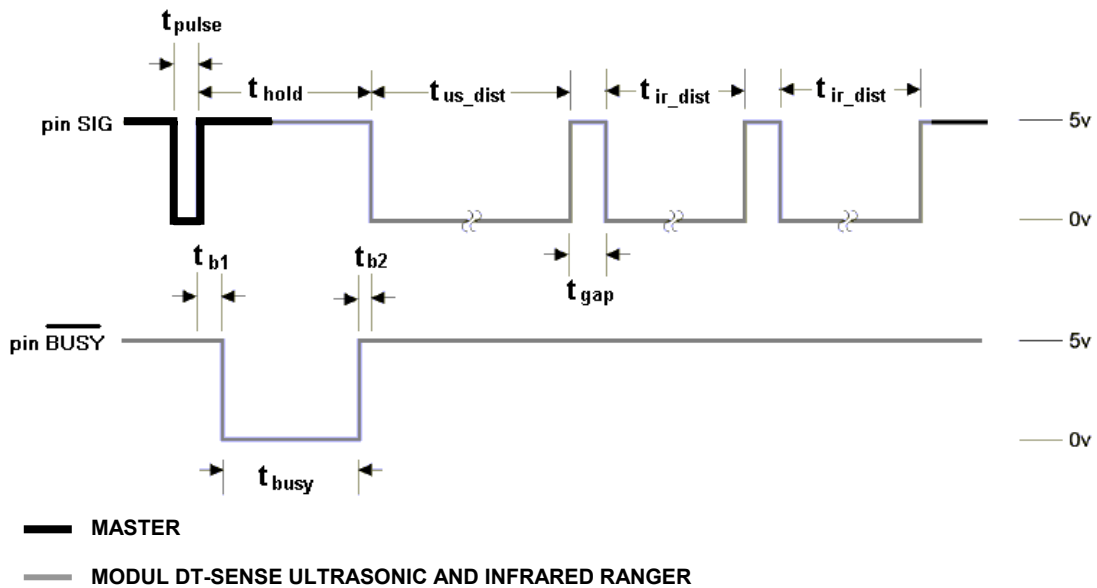 t pulse
t hold
t us_dist
t ir_dist
t ir_dist
pin SIG
5v
0v
t b1
t b2
t gap
pin BUSY
5v
0v
t busy
MASTER
MODUL DT-SENSE ULTRASONIC AND INFRARED RANGER